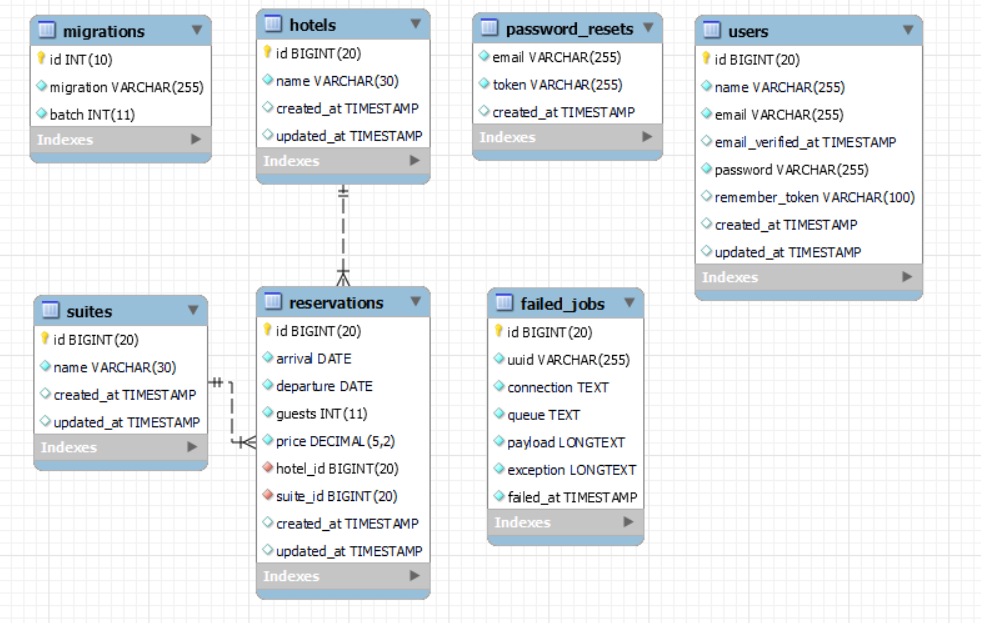 migrations
id INT(10)
migration VARCHAR(255)
batch INT(11)
Indexes
hotels
id BIGINT(20)
name VARCHAR(30)
created_at TIMESTAMP
updated_at TIMESTAMP
Indexes
password_resets
email VARCHAR(255)
token VARCHAR(255)
created_at TIMESTAMP
Indexes
users
id BIGINT(20)
name VARCHAR(255)
email VARCHAR(255)
email_verified_at TIMESTAMP
password VARCHAR(255)
remember_token VARCHAR(100)
created_at TIMESTAMP
updated_at TIMESTAMP
Indexes
suites
id BIGINT(20)
name VARCHAR(30)
created_at TIMESTAMP
updated_at TIMESTAMP
Indexes
reservations
id BIGINT(20)
arrival DATE
departure DATE
guests INT(11)
price DECIMAL(5,2)
hotel_id BIGINT(20)
suite_id BIGINT(20)
created_at TIMESTAMP
updated_at TIMESTAMP
Indexes
failed_jobs
id BIGINT(20)
uuid VARCHAR(255)
connection TEXT
queue TEXT
payload LONGTEXT
exception LONGTEXT
failed_at TIMESTAMP
Indexes